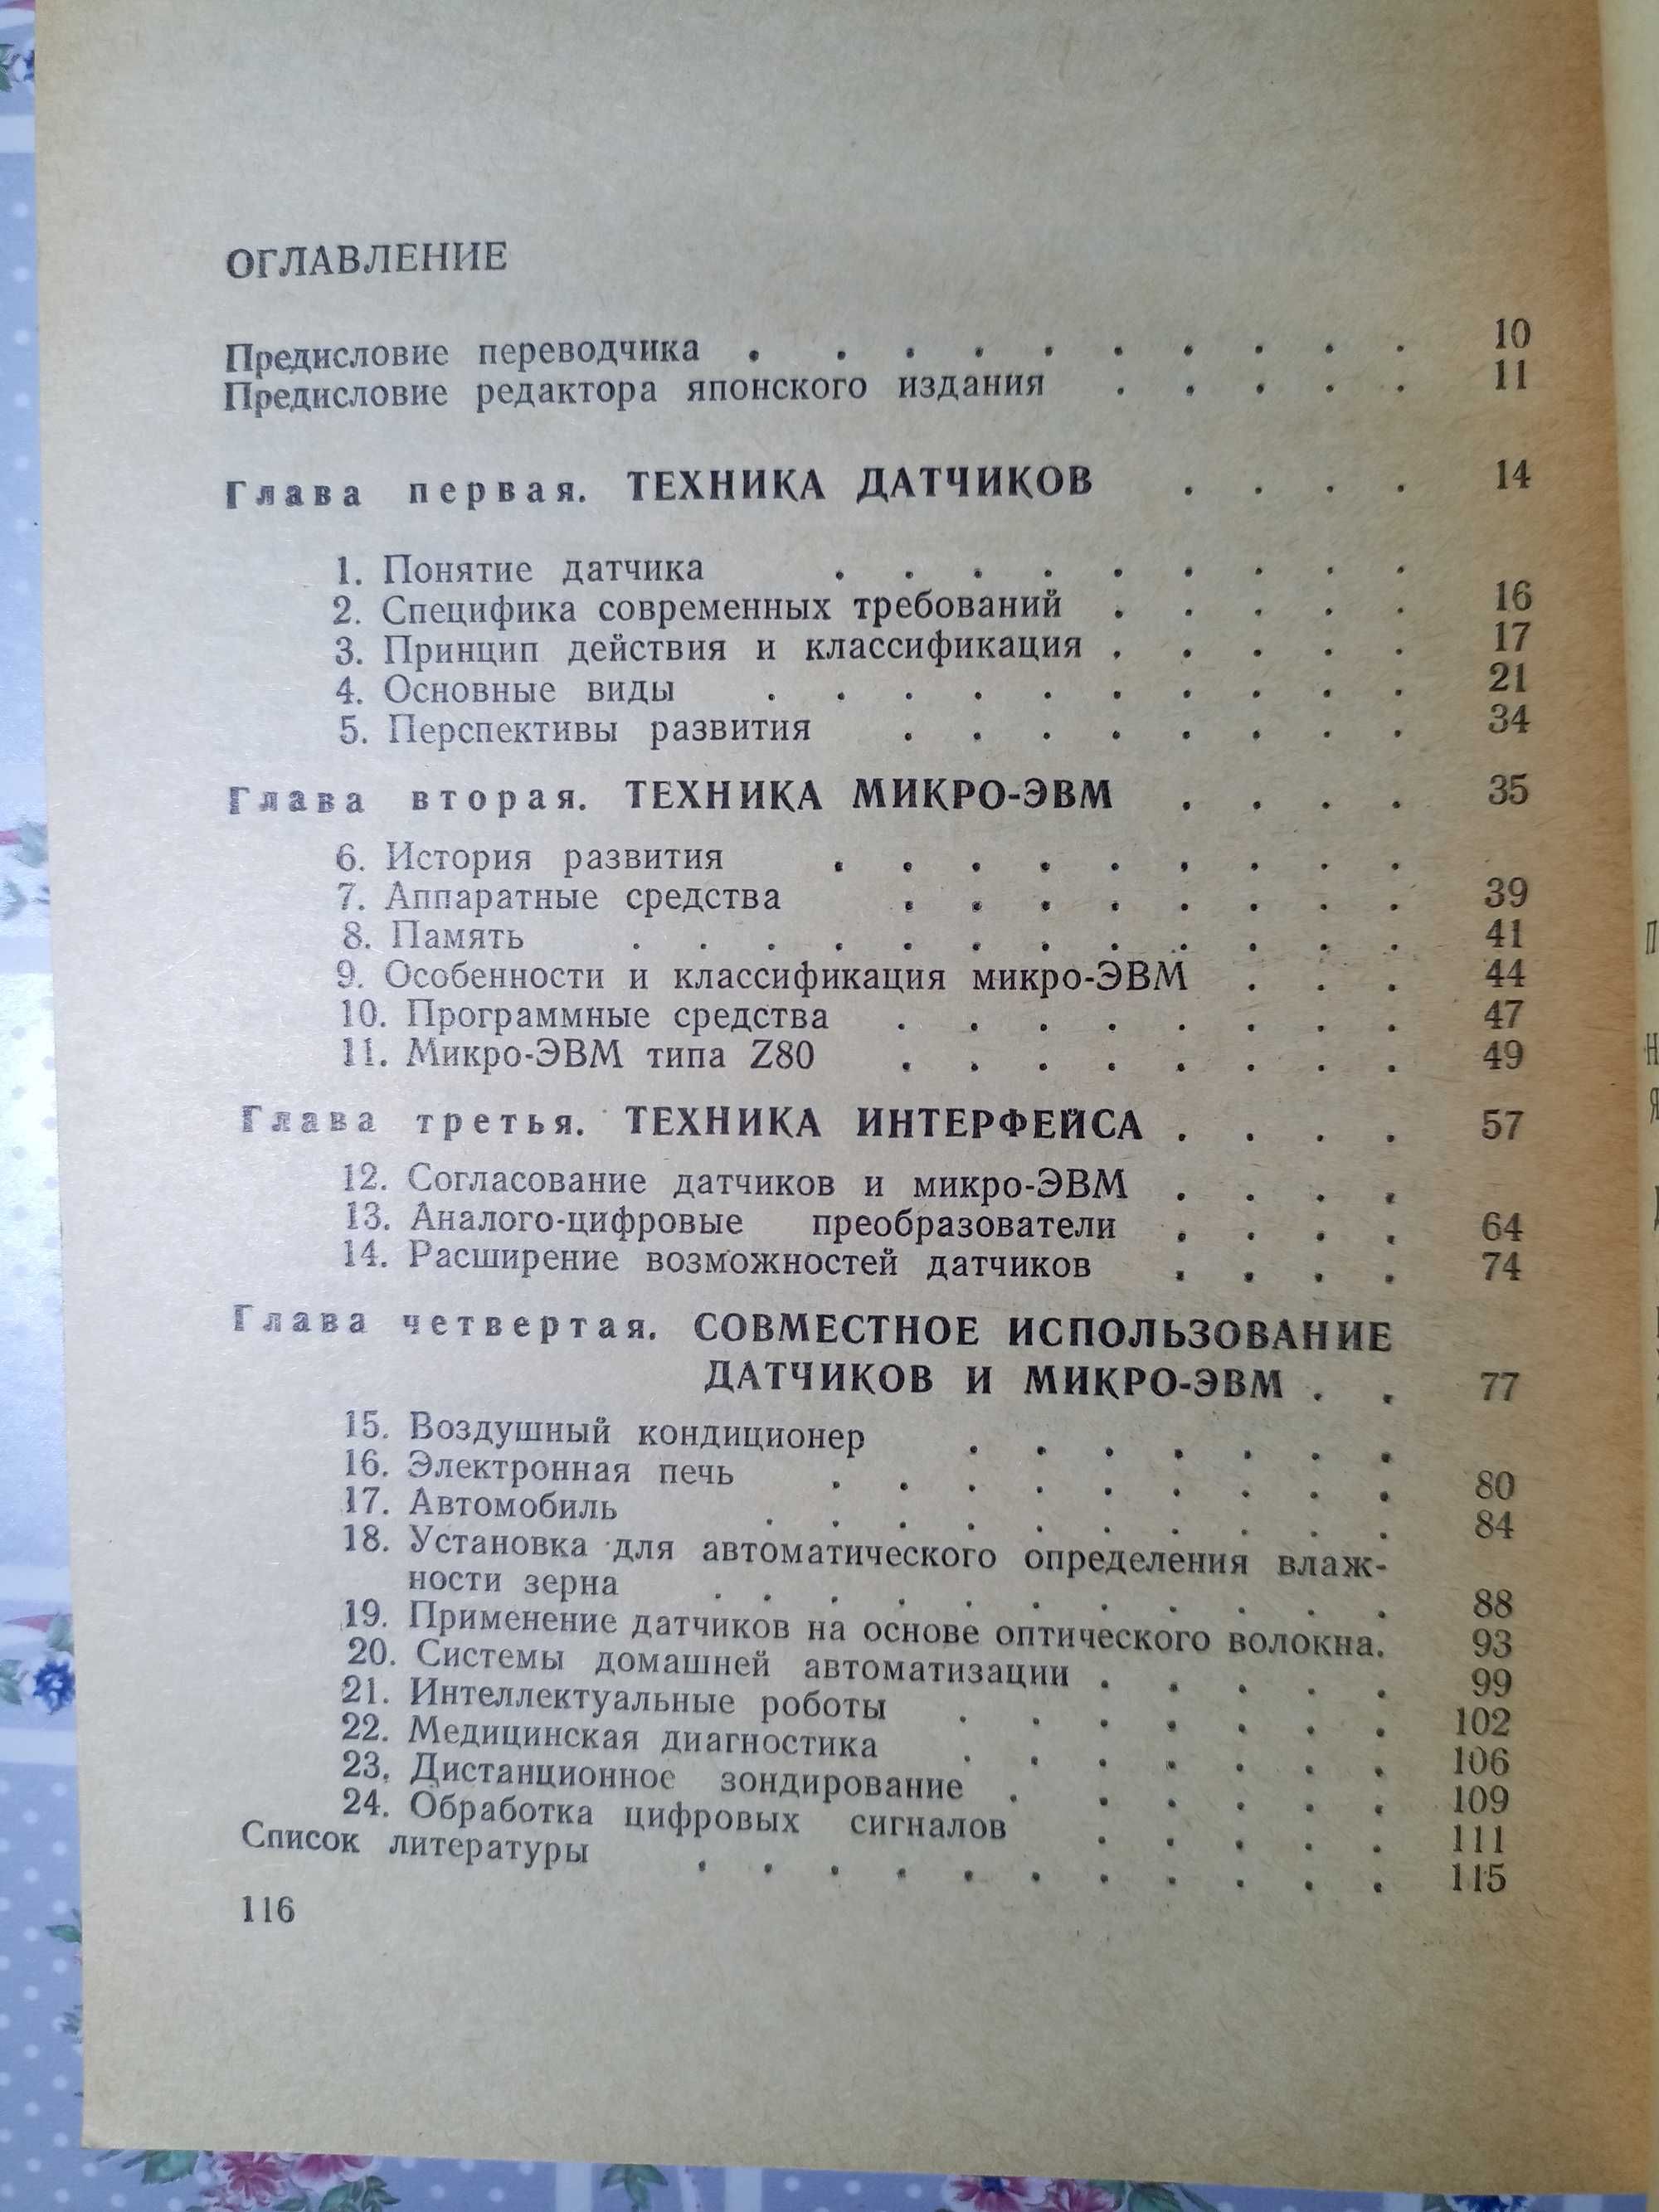 ОГЛАВЛЕНИЕ
Предисловие переводчика . . . . . . . . . . 10
Предисловие редактора японского издания . . . . . 11
Глава первая. ТЕХНИКА ДАТЧИКОВ . . . . 14
1. Понятие датчика . . . . . . . . .
2. Специфика современных требований . . . . . 16
3. Принцип действия и классификация . . . . . 17
4. Основные виды . . . . . . . . . . 21
5. Перспективы развития . . . . . . . . 34
Глава вторая. ТЕХНИКА МИКРО-ЭВМ . . . . 35
6. История развития . . . . . . . . .
7. Аппаратные средства . . . . . . . . 39
8. Память . . . . . . . . . . . . 41
9. Особенности и классификация микро-ЭВМ . . . 44
10. Программные средства . . . . . . . . 47
11. Микро-ЭВМ типа Z80 . . . . . . . . 49
Глава третья. ТЕХНИКА ИНТЕРФЕЙСА . . . . 57
12. Согласование датчиков и микро-ЭВМ . . . .
13. Аналого-цифровые преобразователи . . . . 64
14. Расширение возможностей датчиков . . . . 74
Глава четвертая. СОВМЕСТНОЕ ИСПОЛЬЗОВАНИЕ
ДАТЧИКОВ И МИКРО-ЭВМ . . 77
15. Воздушный кондиционер . . . . . . .
16. Электронная печь . . . . . . . . . 80
17. Автомобиль . . . . . . . . . . 84
18. Установка для автоматического определения влаж-
ности зерна . . . . . . . . . . . 88
19. Применение датчиков на основе оптического волокна. 93
20. Системы домашней автоматизации . . . . . 99
21. Интеллектуальные роботы . . . . . . . 102
22. Медицинская диагностика . . . . . . . 106
23. Дистанционное зондирование . . . . . . 109
24. Обработка цифровых сигналов . . . . . 111
Список литературы . . . . . . . . . . . 115
116